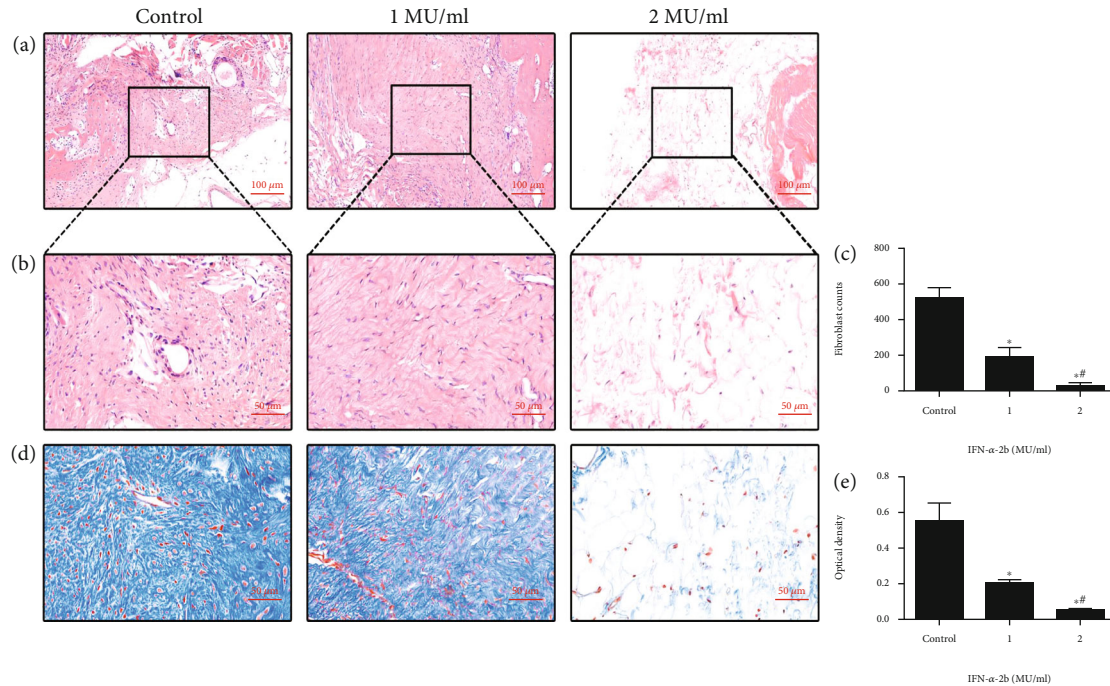 Control
1 MU/ml
2 MU/ml
(a)
100 μm
100 μm
100 μm
(b)
50 μm
50 μm
50 μm
(c)
800
600
400
200
0
Fibroblast counts
*
*#
Control
1
2
IFN-α-2b (MU/ml)
(d)
50 μm
50 μm
50 μm
(e)
0.8
0.6
0.4
0.2
0.0
Optical density
*
*#
Control
1
2
IFN-α-2b (MU/ml)